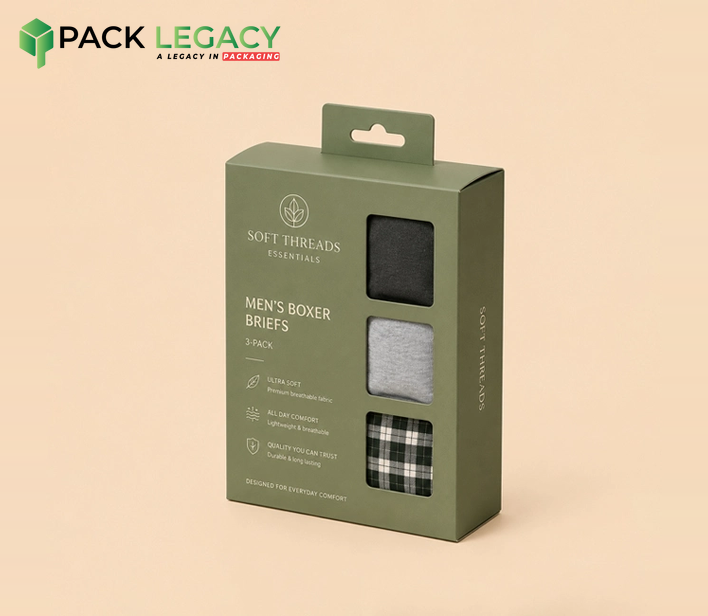 PACK LEGACY
A LEGACY IN PACKAGING
SOFT THREADS
ESSENTIALS
MEN'S BOXER
BRIEFS
3-PACK
ULTRA SOFT
Premium breathable fabric
ALL DAY COMFORT
Lightweight & breathable
QUALITY YOU CAN TRUST
Durable & long lasting
DESIGNED FOR EVERYDAY COMFORT
SOFT THREADS